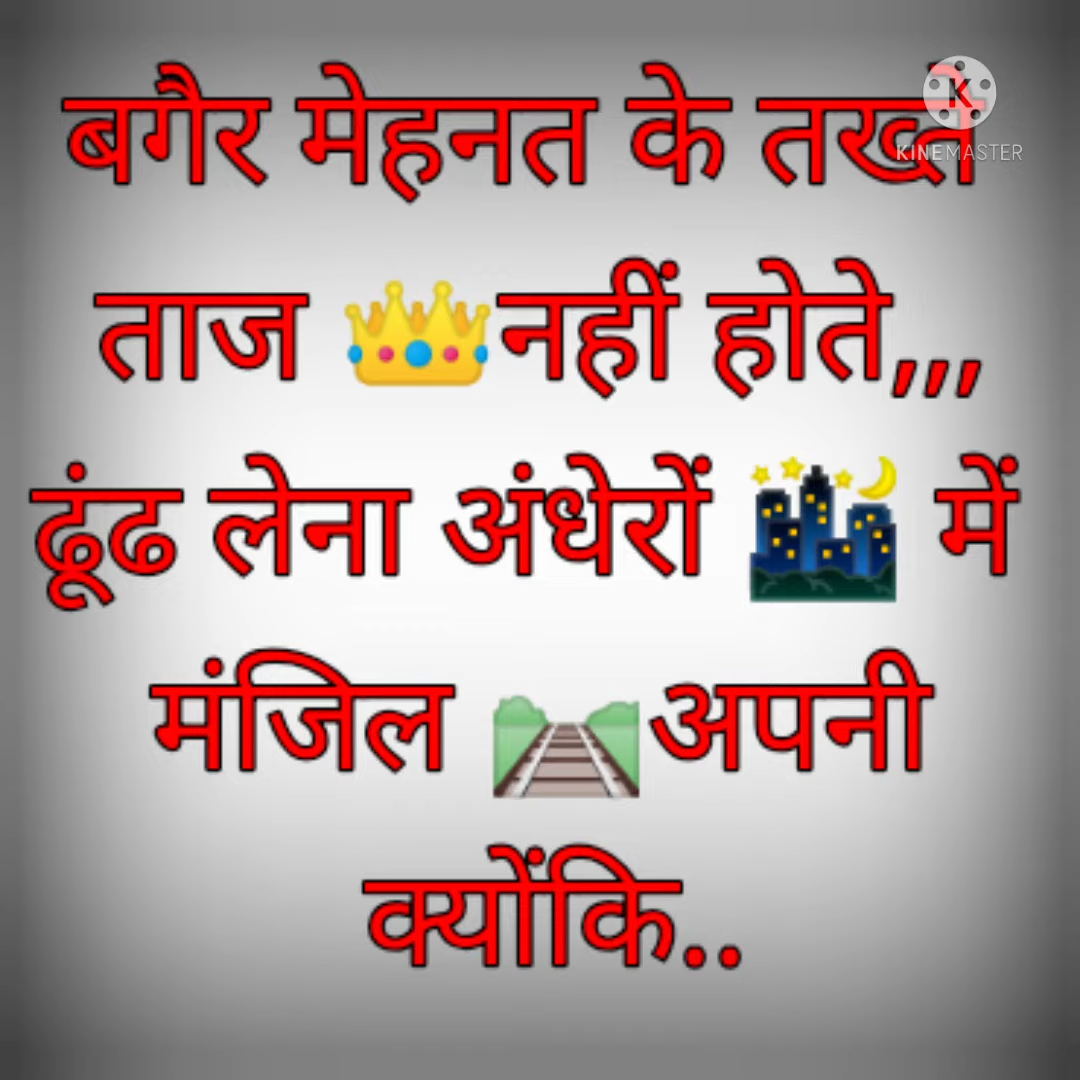 बगैर मेहनत के तख्ते
KINEMASTER
ताज 👑 नहीं होते,,,
ढूंढ लेना अंधेरों 🌃 में
मंजिल 🛤️ अपनी
क्योंकि..